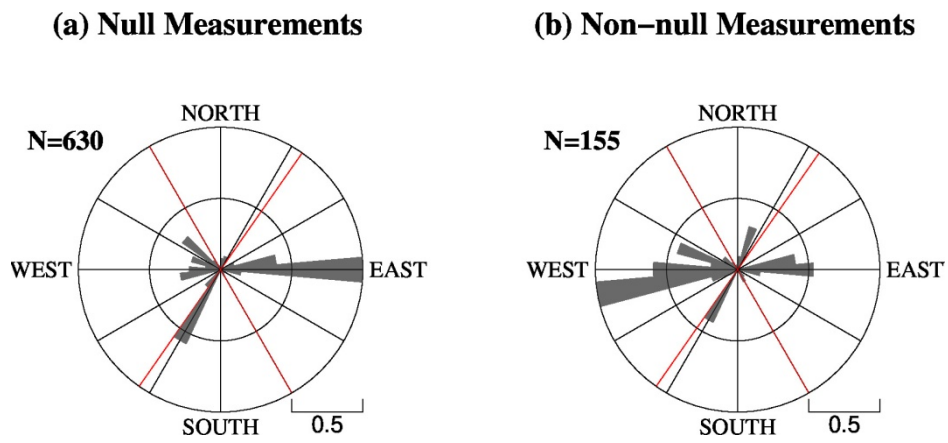 (a) Null Measurements
(b) Non−null Measurements
NORTH
N=630
WEST
EAST
SOUTH
0.5
NORTH
N=155
WEST
EAST
SOUTH
0.5